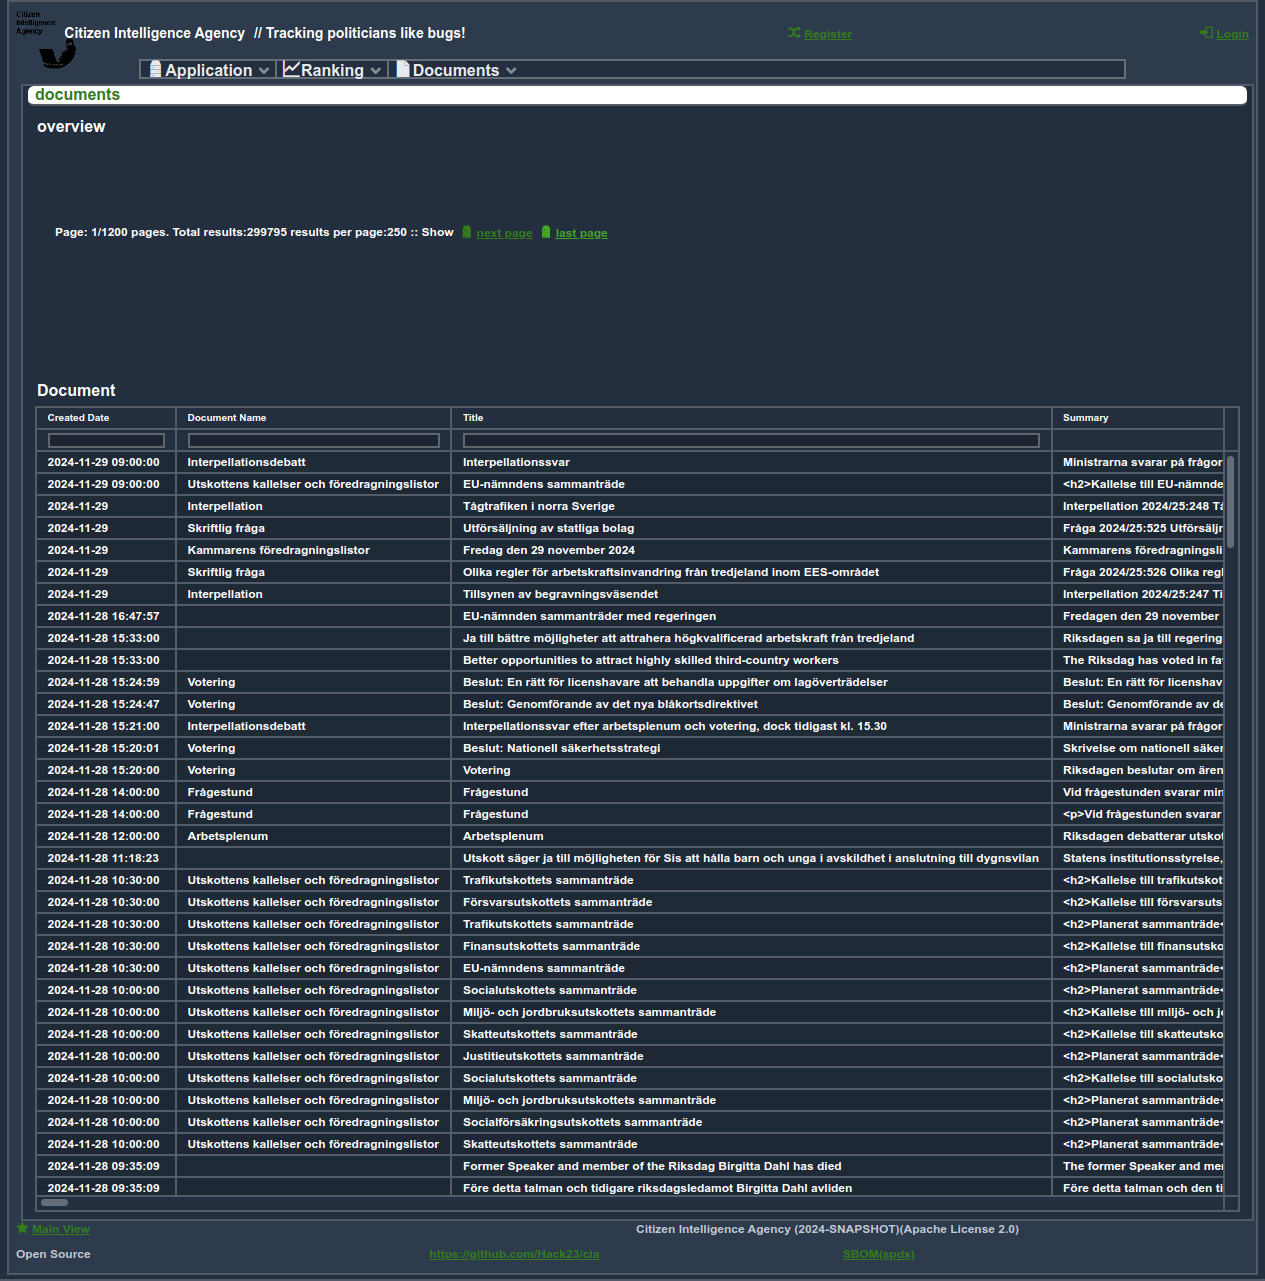 Citizen
Intelligence
Agency
Citizen Intelligence Agency // Tracking politicians like bugs!
Register
Login
Application
Ranking
Documents
documents
overview
Page: 1/1200 pages. Total results:299795 results per page:250 :: Show next page last page
Document
Created Date Document Name Title Summary
2024-11-29 09:00:00 Interpellationsdebatt Interpellationssvar Ministrarna svarar på frågor
2024-11-29 09:00:00 Utskottens kallelser och föredragningslistor EU-nämndens sammanträde <h2>Kallelse till EU-nämnde
2024-11-29 Interpellation Tågtrafiken i norra Sverige Interpellation 2024/25:248 Tå
2024-11-29 Skriftlig fråga Utförsäljning av statliga bolag Fråga 2024/25:525 Utförsäljn
2024-11-29 Kammarens föredragningslistor Fredag den 29 november 2024 Kammarens föredragningsli
2024-11-29 Skriftlig fråga Olika regler för arbetskraftsinvandring från tredjeland inom EES-området Fråga 2024/25:526 Olika regl
2024-11-29 Interpellation Tillsynen av begravningsväsendet Interpellation 2024/25:247 Ti
2024-11-28 16:47:57 EU-nämnden sammanträder med regeringen Fredagen den 29 november
2024-11-28 15:33:00 Ja till bättre möjligheter att attrahera högkvalificerad arbetskraft från tredjeland Riksdagen sa ja till regering
2024-11-28 15:33:00 Better opportunities to attract highly skilled third-country workers The Riksdag has voted in fa
2024-11-28 15:24:59 Votering Beslut: En rätt för licenshavare att behandla uppgifter om lagöverträdelser Beslut: En rätt för licenshav
2024-11-28 15:24:47 Votering Beslut: Genomförande av det nya blåkortsdirektivet Beslut: Genomförande av de
2024-11-28 15:21:00 Interpellationsdebatt Interpellationssvar efter arbetsplenum och votering, dock tidigast kl. 15.30 Ministrarna svarar på frågor
2024-11-28 15:20:01 Votering Beslut: Nationell säkerhetsstrategi Skrivelse om nationell säker
2024-11-28 15:20:00 Votering Votering Riksdagen beslutar om ären
2024-11-28 14:00:00 Frågestund Frågestund Vid frågestunden svarar min
2024-11-28 14:00:00 Frågestund Frågestund <p>Vid frågestunden svarar
2024-11-28 12:00:00 Arbetsplenum Arbetsplenum Riksdagen debatterar utskot
2024-11-28 11:18:23 Utskott säger ja till möjligheten för Sis att hålla barn och unga i avskildhet i anslutning till dygnsvilan Statens institutionsstyrelse,
2024-11-28 10:30:00 Utskottens kallelser och föredragningslistor Trafikutskottets sammanträde <h2>Kallelse till trafikutskot
2024-11-28 10:30:00 Utskottens kallelser och föredragningslistor Försvarsutskottets sammanträde <h2>Kallelse till försvarsuts
2024-11-28 10:30:00 Utskottens kallelser och föredragningslistor Trafikutskottets sammanträde <h2>Planerat sammanträde<
2024-11-28 10:30:00 Utskottens kallelser och föredragningslistor Finansutskottets sammanträde <h2>Kallelse till finansutsko
2024-11-28 10:30:00 Utskottens kallelser och föredragningslistor EU-nämndens sammanträde <h2>Planerat sammanträde<
2024-11-28 10:00:00 Utskottens kallelser och föredragningslistor Socialutskottets sammanträde <h2>Planerat sammanträde<
2024-11-28 10:00:00 Utskottens kallelser och föredragningslistor Miljö- och jordbruksutskottets sammanträde <h2>Kallelse till miljö- och jo
2024-11-28 10:00:00 Utskottens kallelser och föredragningslistor Skatteutskottets sammanträde <h2>Kallelse till skatteutsko
2024-11-28 10:00:00 Utskottens kallelser och föredragningslistor Justitieutskottets sammanträde <h2>Planerat sammanträde<
2024-11-28 10:00:00 Utskottens kallelser och föredragningslistor Socialutskottets sammanträde <h2>Kallelse till socialutsko
2024-11-28 10:00:00 Utskottens kallelser och föredragningslistor Miljö- och jordbruksutskottets sammanträde <h2>Planerat sammanträde<
2024-11-28 10:00:00 Utskottens kallelser och föredragningslistor Socialförsäkringsutskottets sammanträde <h2>Planerat sammanträde<
2024-11-28 10:00:00 Utskottens kallelser och föredragningslistor Skatteutskottets sammanträde <h2>Planerat sammanträde<
2024-11-28 09:35:09 Former Speaker and member of the Riksdag Birgitta Dahl has died The former Speaker and mem
2024-11-28 09:35:09 Före detta talman och tidigare riksdagsledamot Birgitta Dahl avliden Före detta talman och den ti
Main View
Citizen Intelligence Agency (2024-SNAPSHOT)(Apache License 2.0)
Open Source
https://github.com/Hack23/cia
SBOM(spdx)